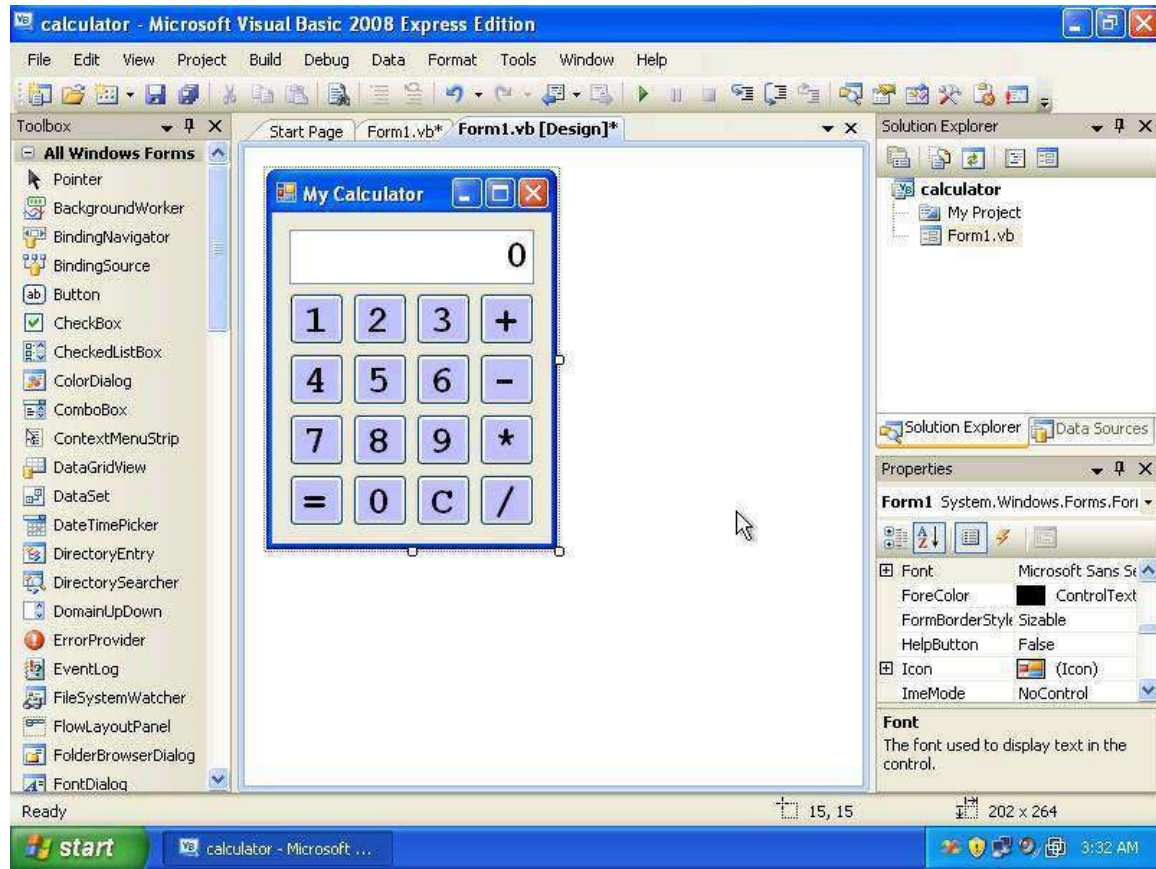 calculator - Microsoft Visual Basic 2008 Express Edition
File Edit View Project Build Debug Data Format Tools Window Help
Toolbox
All Windows Forms
Pointer
BackgroundWorker
BindingNavigator
BindingSource
Button
CheckBox
CheckedListBox
ColorDialog
ComboBox
ContextMenuStrip
DataGridView
DataSet
DateTimePicker
DirectoryEntry
DirectorySearcher
DomainUpDown
ErrorProvider
EventLog
FileSystemWatcher
FlowLayoutPanel
FolderBrowserDialog
FontDialog
Start Page Form1.vb* Form1.vb [Design]*
My Calculator
0
1 2 3 +
4 5 6 -
7 8 9 *
= 0 C /
Solution Explorer
calculator
My Project
Form1.vb
Solution Explorer Data Sources
Properties
Form1 System.Windows.Forms.Fori
Font Microsoft Sans Se
ForeColor ControlText
FormBorderStyle Sizable
HelpButton False
Icon (Icon)
ImeMode NoControl
Font
The font used to display text in the
control.
Ready 15, 15 202 x 264
start calculator - Microsoft ... 3:32 AM